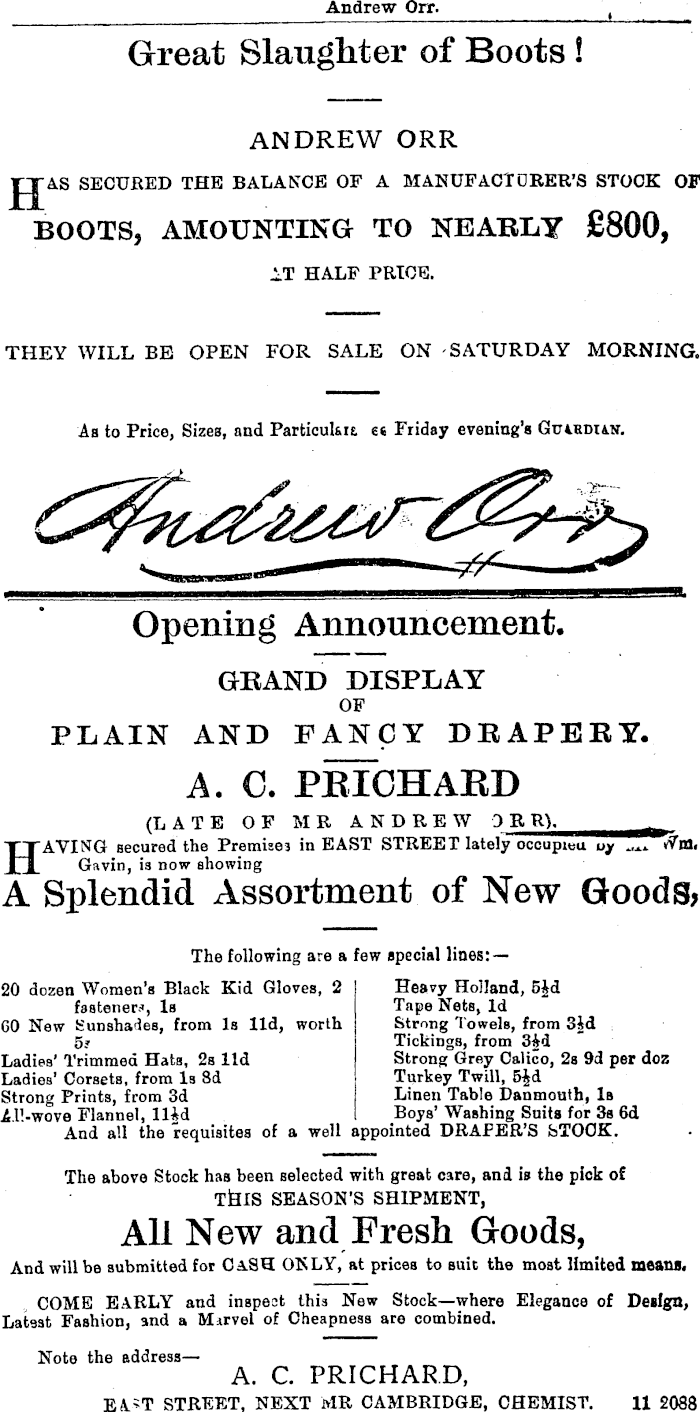 Andrew Orr.
Great Slaughter of Boots!
ANDREW ORR
HAS SECURED THE BALANCE OF A MANUFACTURER'S STOCK OF
BOOTS, AMOUNTING TO NEARLY £800,
AT HALF PRICE.
THEY WILL BE OPEN FOR SALE ON SATURDAY MORNING.
As to Price, Sizes, and Particulars Friday evening's GUARDIAN.
Andrew Orr
Opening Announcement.
GRAND DISPLAY
OF
PLAIN AND FANCY DRAPERY.
A. C. PRICHARD
(LATE OF MR ANDREW ORR).
HAVING secured the Premises in EAST STREET lately occupied by Wm.
Gavin, is now showing
A Splendid Assortment of New Goods,
The following are a few special lines:—
20 dozen Women's Black Kid Gloves, 2
fasteners, 1s
60 New Sunshades, from 1s 11d, worth
5s
Ladies' Trimmed Hats, 2s 11d
Ladies' Corsets, from 1s 8d
Strong Prints, from 3d
All-wove Flannel, 11½d
Heavy Holland, 5½d
Tape Nets, 1d
Strong Towels, from 3½d
Tickings, from 3½d
Strong Grey Calico, 2s 9d per doz
Turkey Twill, 5½d
Linen Table Danmouth, 1s
Boys' Washing Suits for 3s 6d
And all the requisites of a well appointed DRAPER'S STOCK.
The above Stock has been selected with great care, and is the pick of
THIS SEASON'S SHIPMENT,
All New and Fresh Goods,
And will be submitted for CASH ONLY, at prices to suit the most limited means.
COME EARLY and inspect this New Stock—where Elegance of Design,
Latest Fashion, and a Marvel of Cheapness are combined.
Note the address—
A. C. PRICHARD,
EAST STREET, NEXT MR CAMBRIDGE, CHEMIST. 11 2088